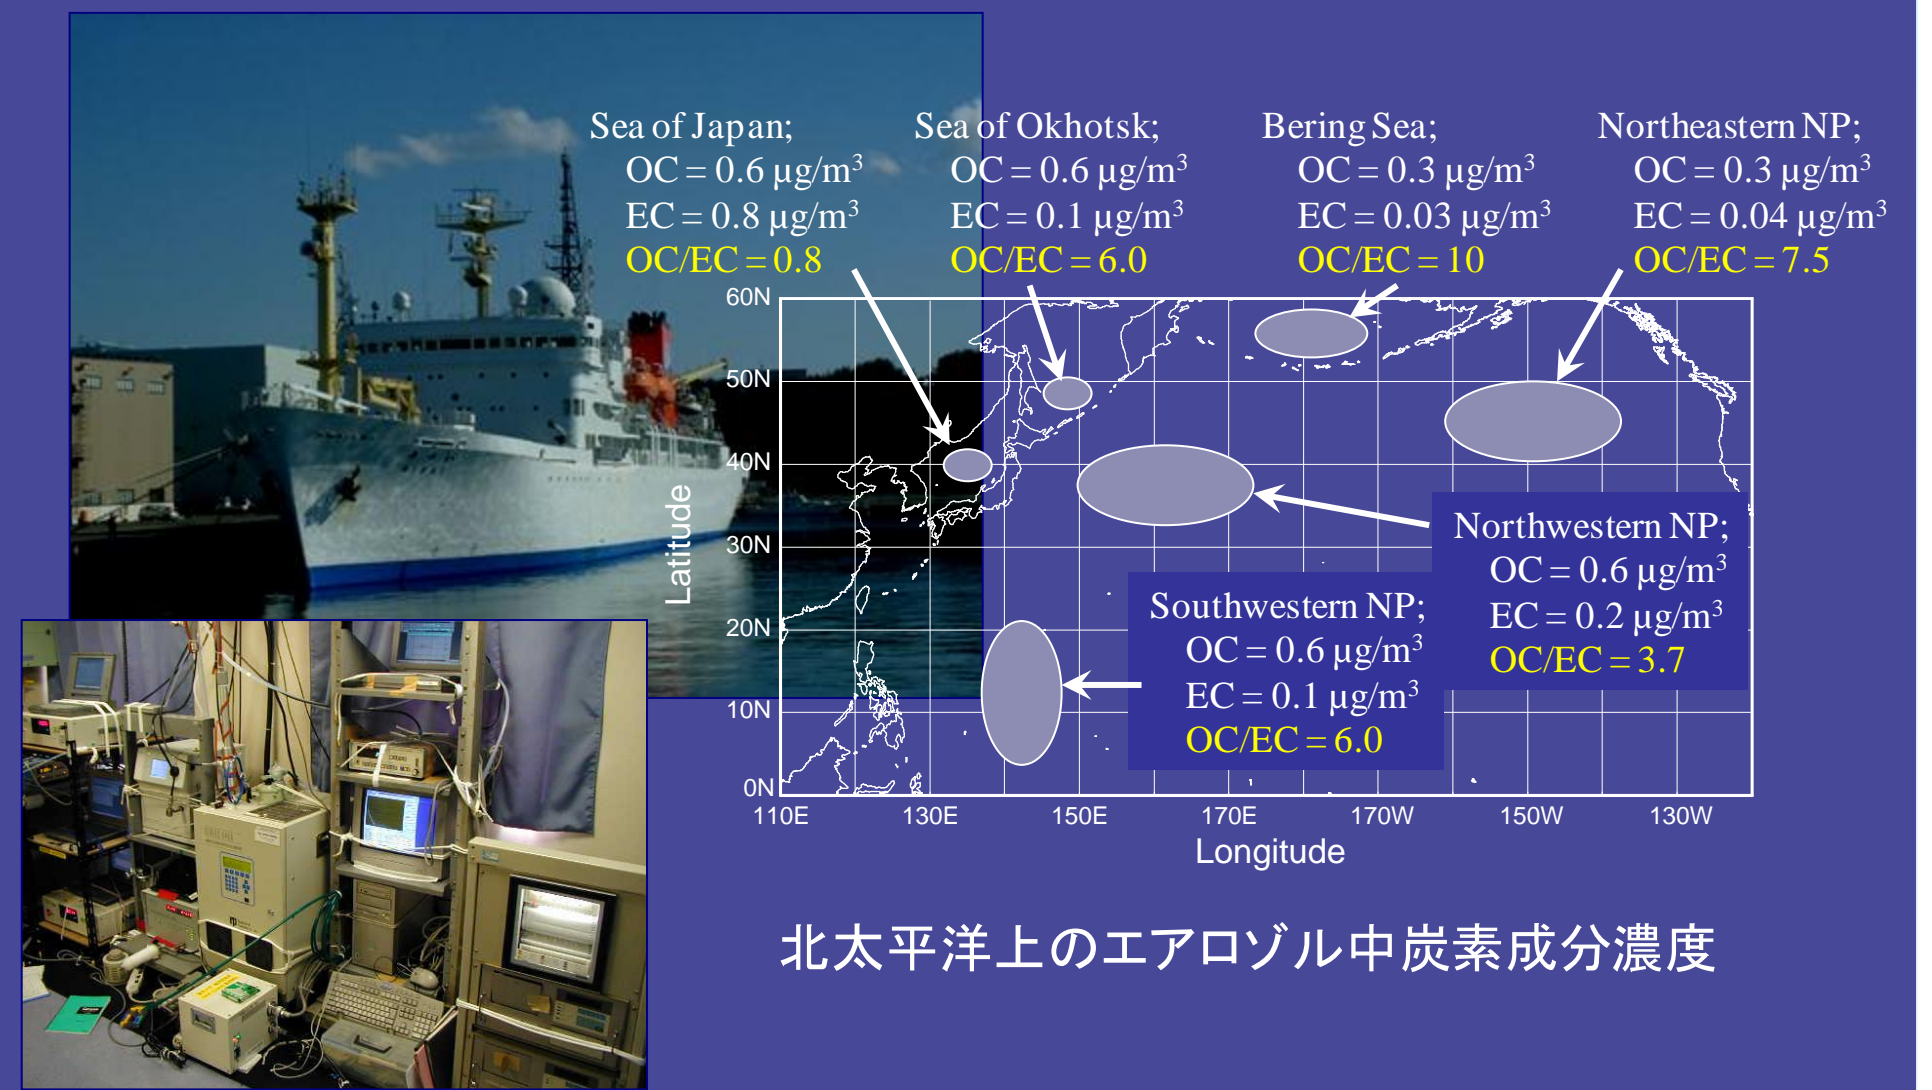 Sea of Japan;
OC = 0.6 µg/m³
EC = 0.8 µg/m³
OC/EC = 0.8
Sea of Okhotsk;
OC = 0.6 µg/m³
EC = 0.1 µg/m³
OC/EC = 6.0
Bering Sea;
OC = 0.3 µg/m³
EC = 0.03 µg/m³
OC/EC = 10
Northeastern NP;
OC = 0.3 µg/m³
EC = 0.04 µg/m³
OC/EC = 7.5
Northwestern NP;
OC = 0.6 µg/m³
EC = 0.2 µg/m³
OC/EC = 3.7
Southwestern NP;
OC = 0.6 µg/m³
EC = 0.1 µg/m³
OC/EC = 6.0
60N
50N
40N
30N
20N
10N
0N
Latitude
110E 130E 150E 170E 170W 150W 130W
Longitude
北太平洋上のエアロゾル中炭素成分濃度